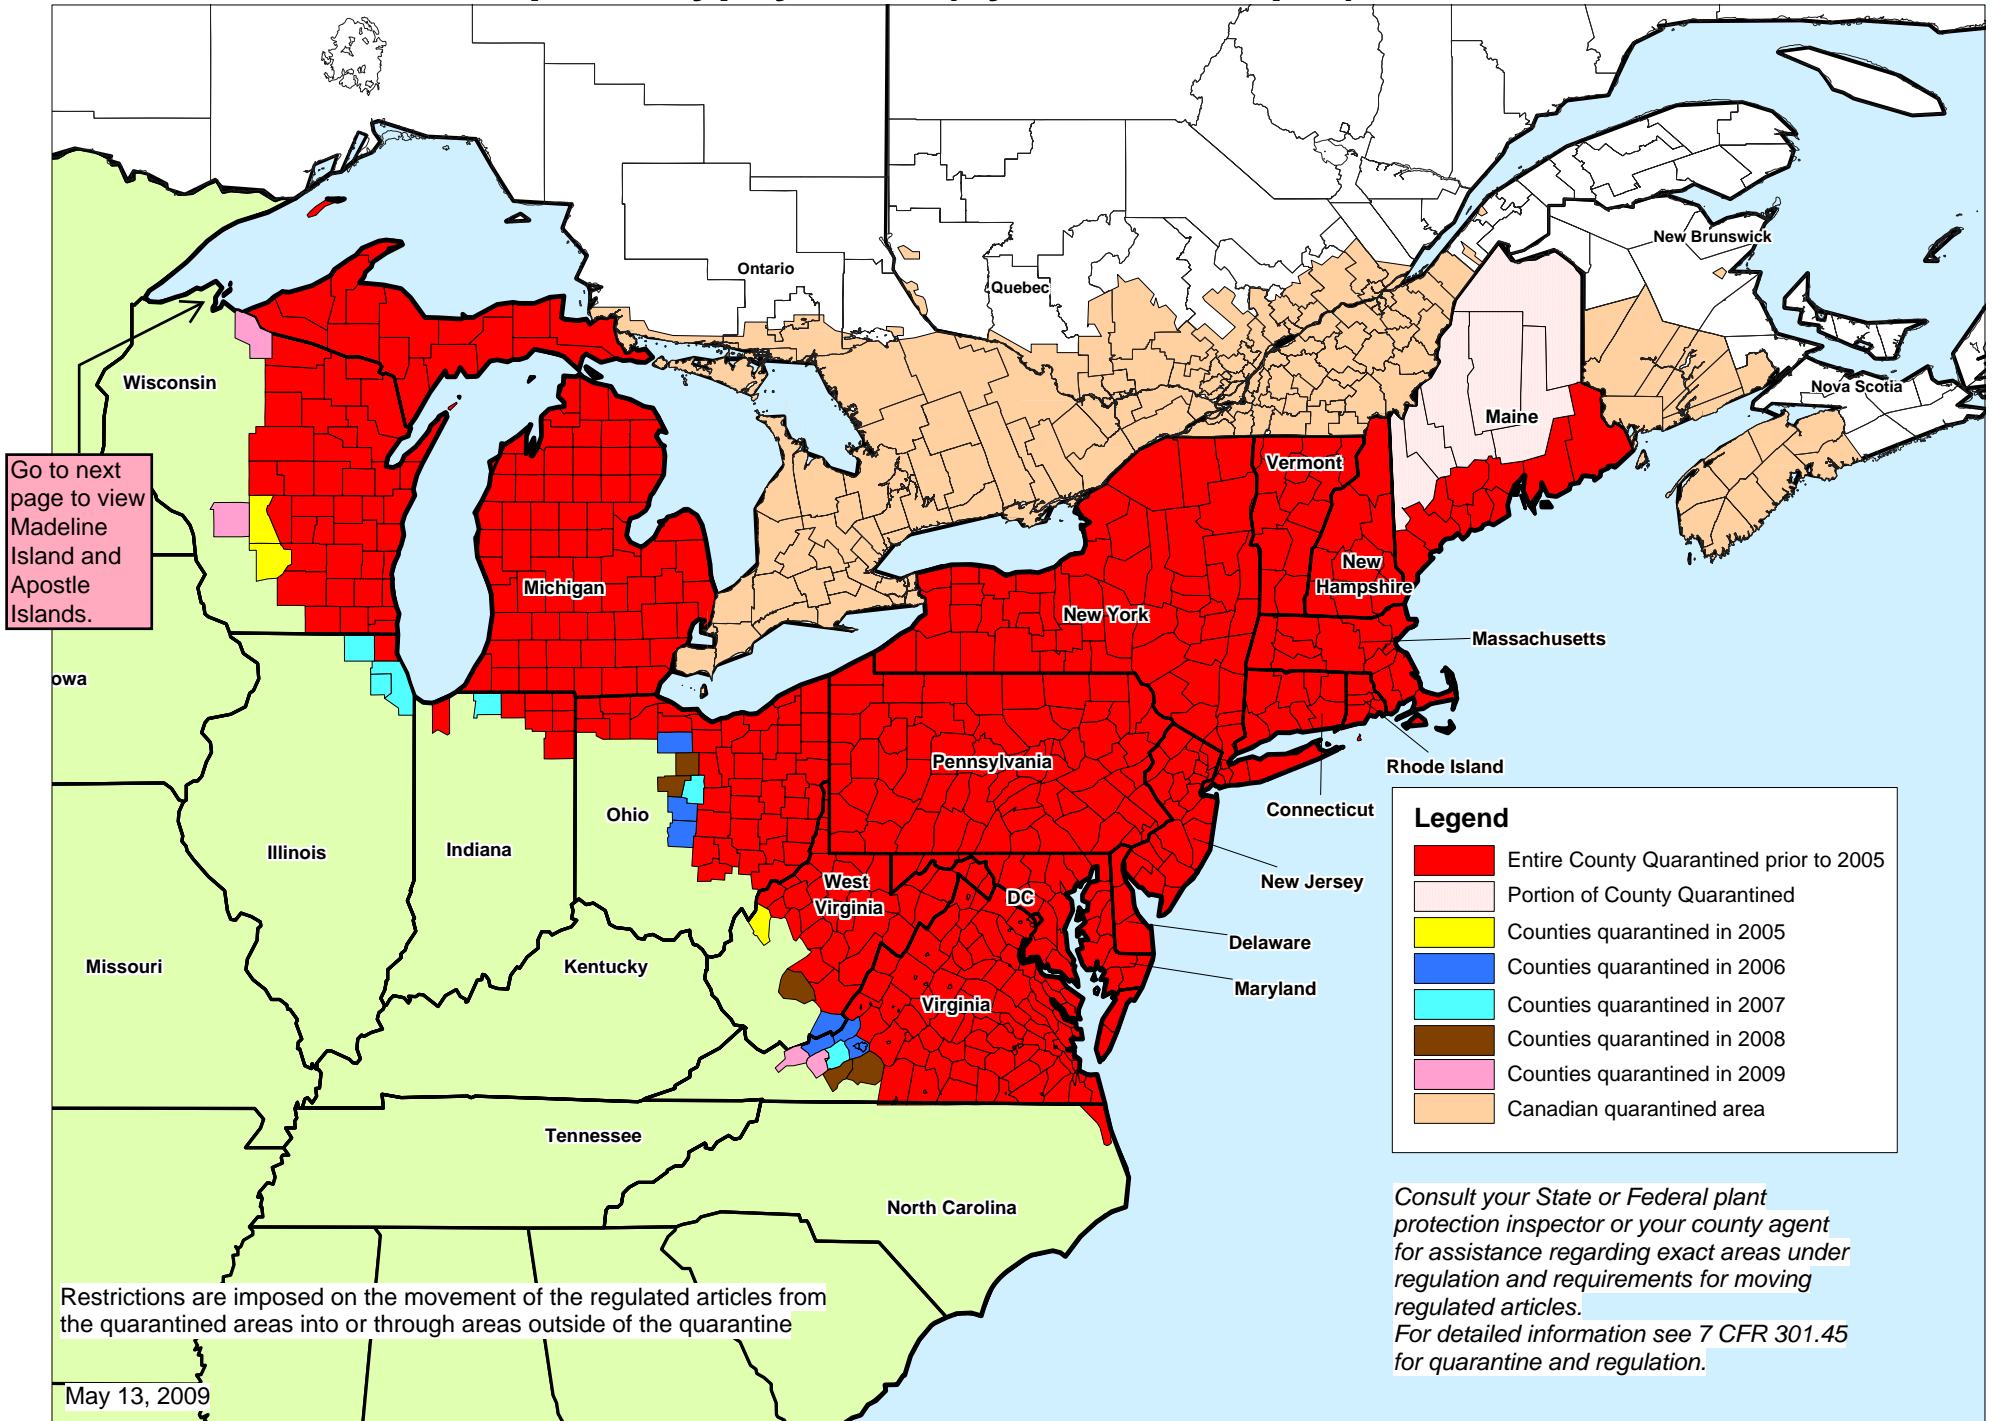 Ontario
Quebec
New Brunswick
Nova Scotia
Maine
Wisconsin
Go to next
page to view
Madeline
Island and
Apostle
Islands.
Vermont
New
Hampshire
Michigan
New York
Massachusetts
owa
Pennsylvania
Rhode Island
Connecticut
Ohio
Illinois
Indiana
West
Virginia
DC
New Jersey
Delaware
Maryland
Missouri
Kentucky
Virginia
Tennessee
North Carolina
Legend
Entire County Quarantined prior to 2005
Portion of County Quarantined
Counties quarantined in 2005
Counties quarantined in 2006
Counties quarantined in 2007
Counties quarantined in 2008
Counties quarantined in 2009
Canadian quarantined area
Consult your State or Federal plant
protection inspector or your county agent
for assistance regarding exact areas under
regulation and requirements for moving
regulated articles.
For detailed information see 7 CFR 301.45
for quarantine and regulation.
Restrictions are imposed on the movement of the regulated articles from
the quarantined areas into or through areas outside of the quarantine
May 13, 2009